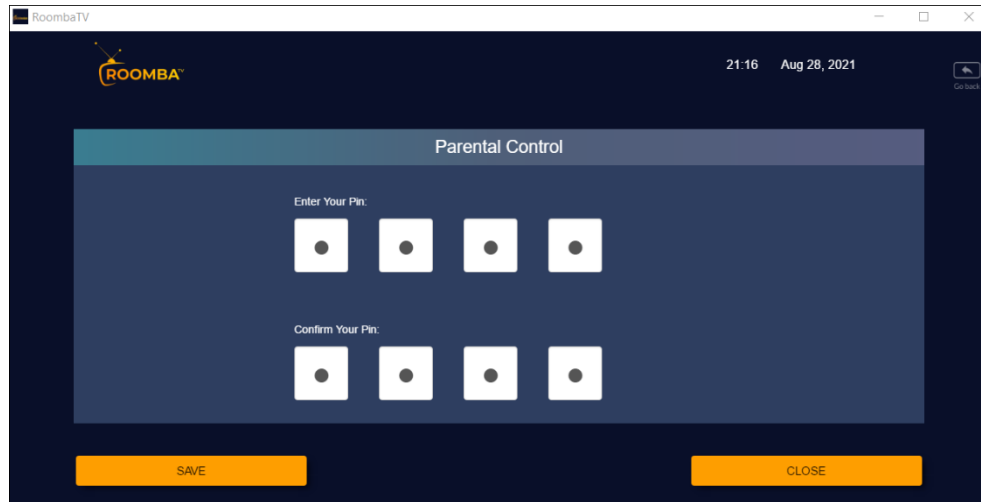 RoombaTV
ROOMBA TV
21:16 Aug 28, 2021
Go back
Parental Control
Enter Your Pin:
Confirm Your Pin:
SAVE
CLOSE